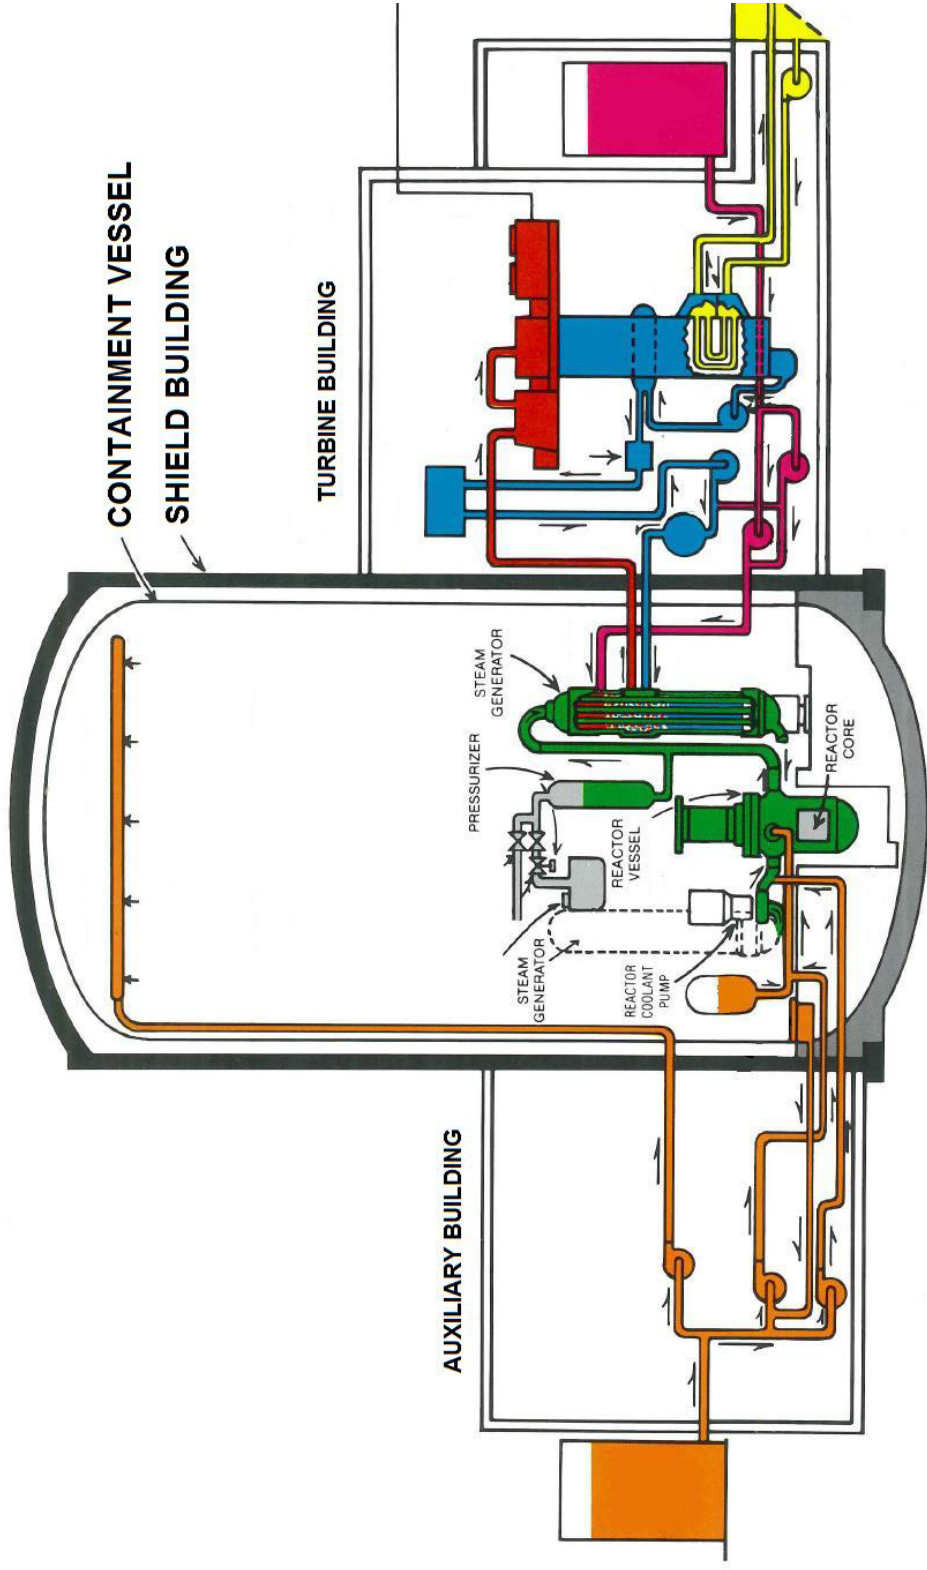 CONTAINMENT VESSEL
SHIELD BUILDING
TURBINE BUILDING
STEAM
GENERATOR
PRESSURIZER
REACTOR
VESSEL
REACTOR
CORE
STEAM
GENERATOR
REACTOR
COOLANT
PUMP
AUXILIARY BUILDING